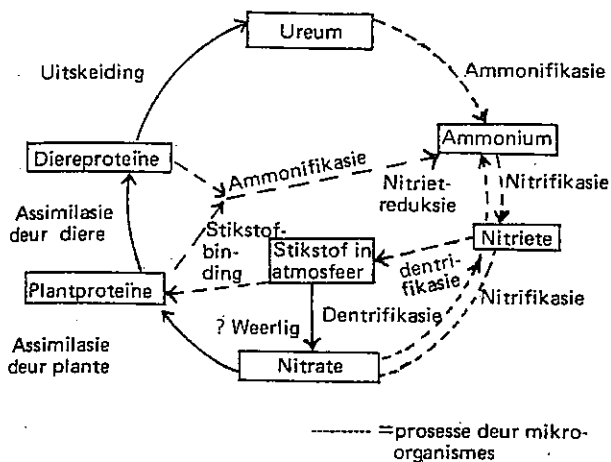 Ureum
Uitskeiding
Ammonifikasie
Ammonium
Diereproteïne
Ammonifikasie
Nitriet-
reduksie
Nitrifikasie
Assimilasie
deur diere
Stikstof-
bin-
ding
Stikstof in
atmosfeer
Nitriete
dentri-
fikasie
Plantproteïne
Nitrifikasie
? Weerlig
Dentrifikasie
Assimilasie
deur plante
Nitrate
------- =prosesse deur mikro-
organismes